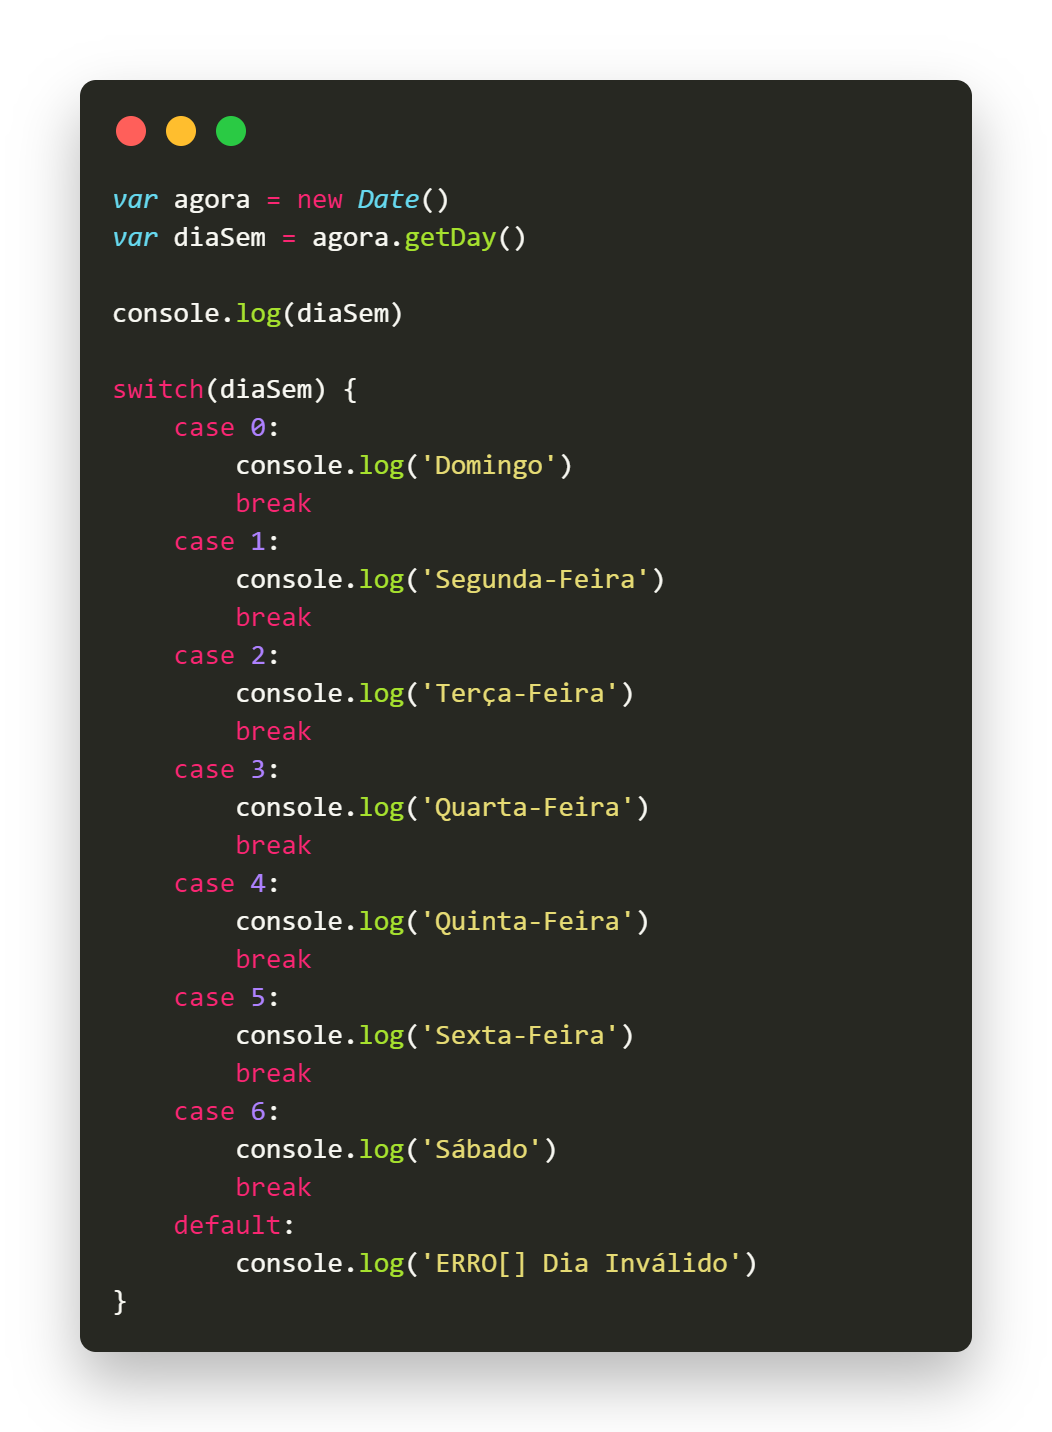 var agora = new Date()
var diaSem = agora.getDay()

console.log(diaSem)

switch(diaSem) {
    case 0:
        console.log('Domingo')
        break
    case 1:
        console.log('Segunda-Feira')
        break
    case 2:
        console.log('Terça-Feira')
        break
    case 3:
        console.log('Quarta-Feira')
        break
    case 4:
        console.log('Quinta-Feira')
        break
    case 5:
        console.log('Sexta-Feira')
        break
    case 6:
        console.log('Sábado')
        break
    default:
        console.log('ERRO[] Dia Inválido')
}